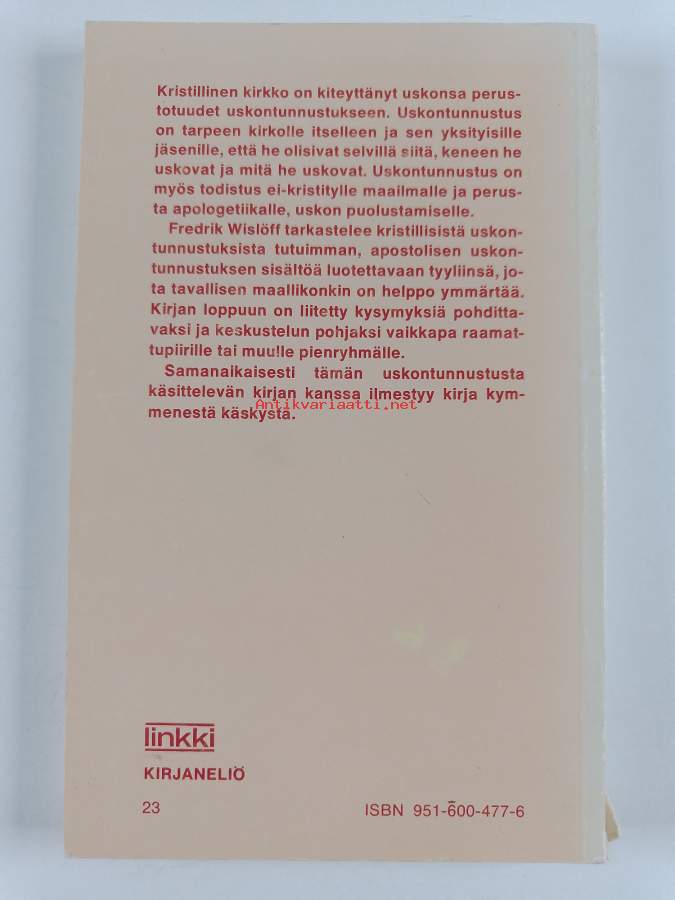 Kristillinen kirkko on kiteyttänyt uskonsa perus-
totuudet uskontunnustukseen. Uskontunnustus
on tarpeen kirkolle itselleen ja sen yksityisille
jäsenille, että he olisivat selvillä siitä, keneen he
uskovat ja mitä he uskovat. Uskontunnustus on
myös todistus ei-kristitylle maailmalle ja perus-
ta apologetiikalle, uskon puolustamiselle.
Fredrik Wislöff tarkastelee kristillisistä uskon-
tunnustuksista tutuimman, apostolisen uskon-
tunnustuksen sisältöä luotettavaan tyyliinsä, jo-
ta tavallisen maallikonkin on helppo ymmärtää.
Kirjan loppuun on liitetty kysymyksiä pohditta-
vaksi ja keskustelun pohjaksi vaikkapa raamat-
tupiirille tai muulle pienryhmälle.
Samanaikaisesti tämän uskontunnustusta
käsittelevän kirjan kanssa ilmestyy kirja kym-
menestä käskystä.
Antikvariaatti.net
linkki
KIRJANELIÖ
23
ISBN 951-600-477-6